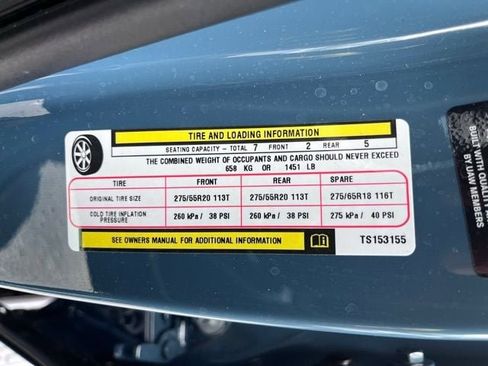 TIRE AND LOADING INFORMATION
SEATING CAPACITY - TOTAL 7 FRONT 2 REAR 5
THE COMBINED WEIGHT OF OCCUPANTS AND CARGO SHOULD NEVER EXCEED
658 KG OR 1451 LB
TIRE FRONT REAR SPARE
ORIGINAL TIRE SIZE 275/55R20 113T 275/55R20 113T 275/65R18 116T
COLD TIRE INFLATION PRESSURE 260 kPa / 38 PSI 260 kPa / 38 PSI 275 kPa / 40 PSI
SEE OWNERS MANUAL FOR ADDITIONAL INFORMATION TS153155
BUILT WITH QUALITY
BY UAW MEMBERS